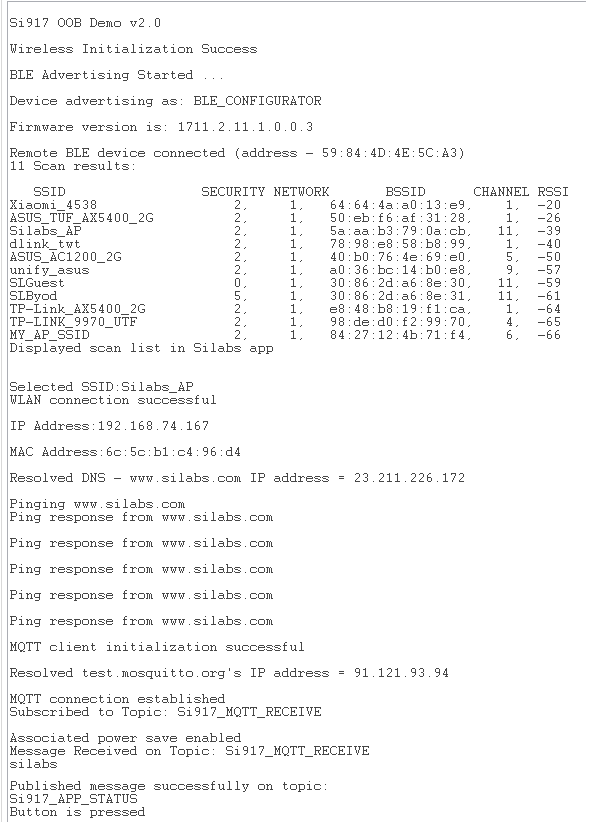 Si917 OOB Demo v2.0
Wireless Initialization Success
BLE Advertising Started ...
Device advertising as: BLE_CONFIGURATOR
Firmware version is: 1711.2.11.1.0.0.3
Remote BLE device connected (address - 59:84:4D:4E:5C:A3)
11 Scan results:
SSID SECURITY NETWORK BSSID CHANNEL RSSI
Xiaomi_4538 2, 1, 64:64:4a:a0:13:e9, 1, -20
ASUS_TUF_AX5400_2G 2, 1, 50:eb:f6:af:31:28, 1, -26
Silabs_AP 2, 1, 5a:aa:b3:79:0a:cb, 11, -39
dlink_twt 2, 1, 78:98:e8:58:b8:99, 1, -40
ASUS_AC1200_2G 2, 1, 40:b0:76:4e:69:e0, 5, -50
unify_asus 2, 1, a0:36:bc:14:b0:e8, 9, -57
SLGuest 0, 1, 30:86:2d:a6:8e:30, 11, -59
SLByod 5, 1, 30:86:2d:a6:8e:31, 11, -61
TP-Link_AX5400_2G 2, 1, e8:48:b8:19:f1:ca, 1, -64
TP-LINK_9970_UTF 2, 1, 98:de:d0:f2:99:70, 4, -65
MY_AP_SSID 2, 1, 84:27:12:4b:71:f4, 6, -66
Displayed scan list in Silabs app
Selected SSID:Silabs_AP
WLAN connection successful
IP Address:192.168.74.167
MAC Address:6c:5c:b1:c4:96:d4
Resolved DNS - www.silabs.com IP address = 23.211.226.172
Pinging www.silabs.com
Ping response from www.silabs.com
Ping response from www.silabs.com
Ping response from www.silabs.com
Ping response from www.silabs.com
Ping response from www.silabs.com
MQTT client initialization successful
Resolved test.mosquitto.org's IP address = 91.121.93.94
MQTT connection established
Subscribed to Topic: Si917_MQTT_RECEIVE
Associated power save enabled
Message Received on Topic: Si917_MQTT_RECEIVE
silabs
Published message successfully on topic:
Si917_APP_STATUS
Button is pressed